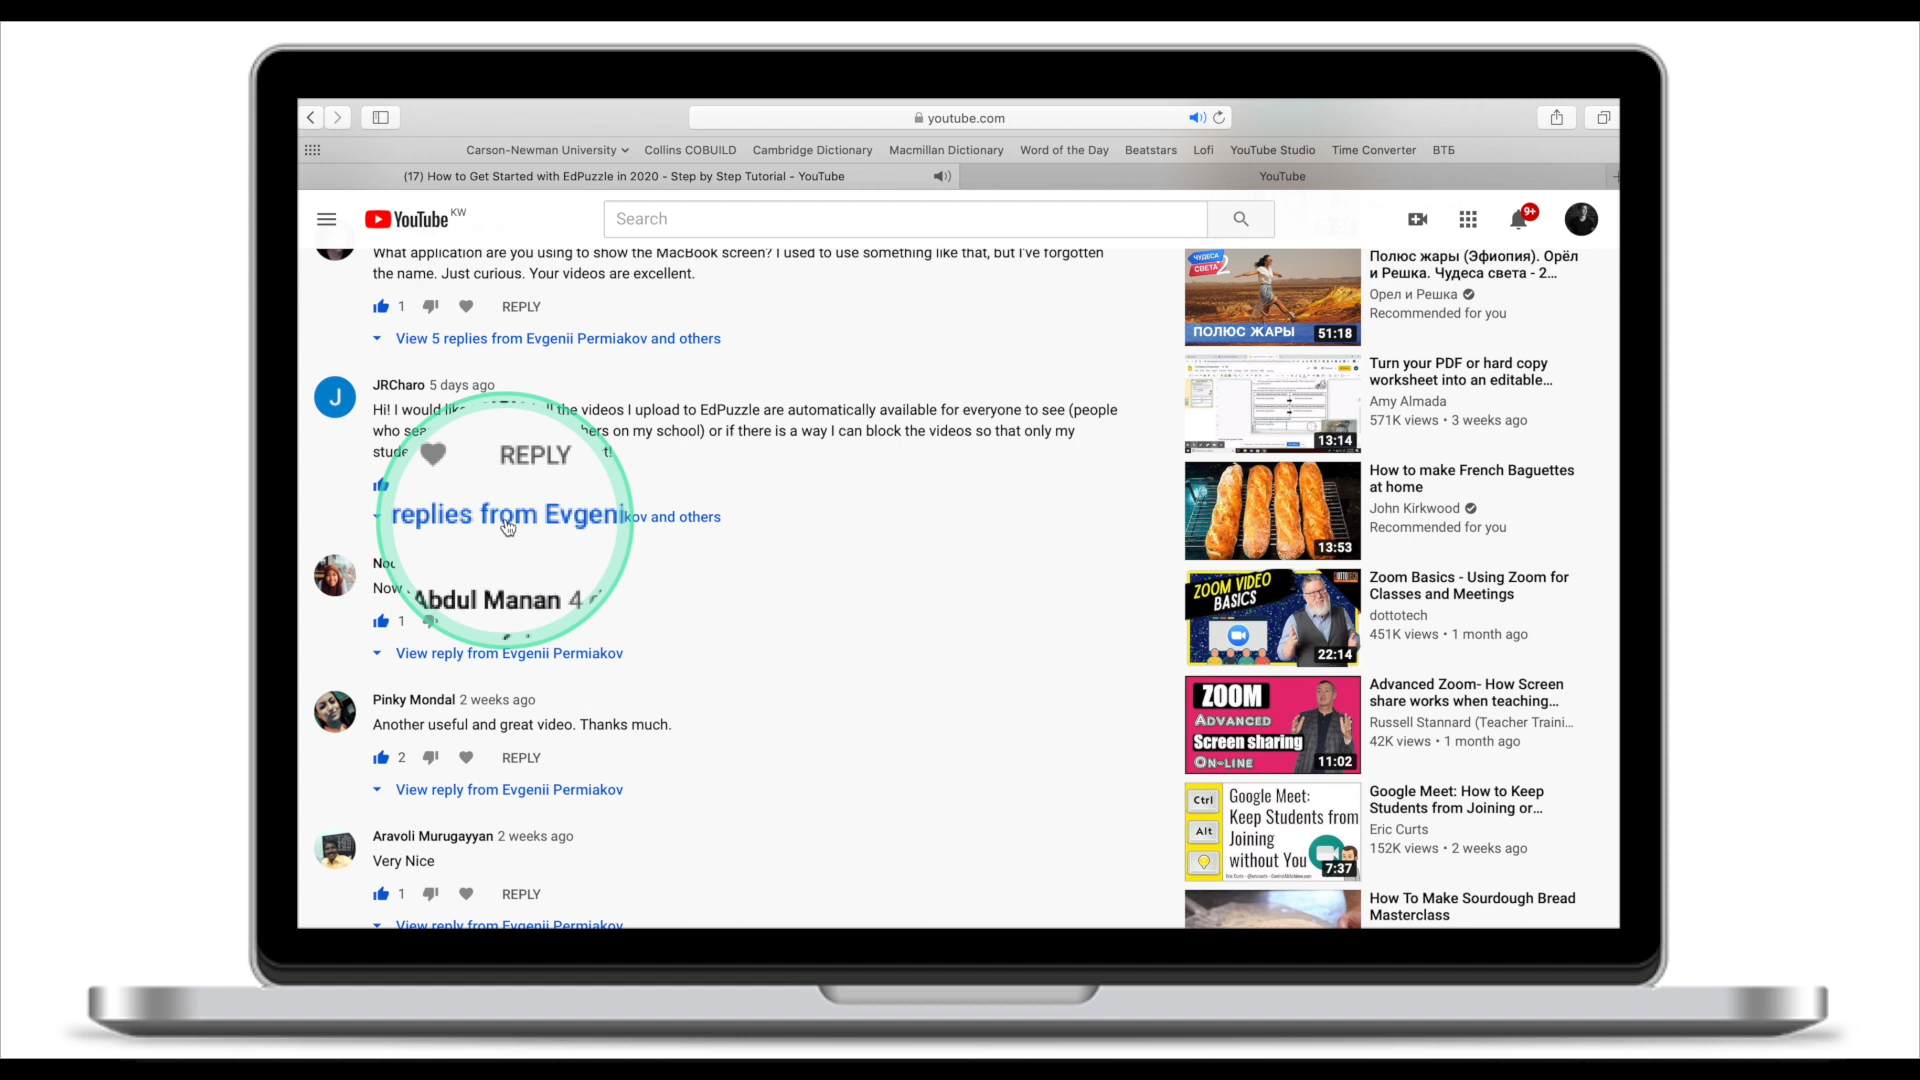 youtube.com
Carson-Newman University
Collins COBUILD
Cambridge Dictionary
Macmillan Dictionary
Word of the Day
Beatstars
Lofi
YouTube Studio
Time Converter
ВТБ
(17) How to Get Started with EdPuzzle in 2020 - Step by Step Tutorial - YouTube
YouTube
YouTube KW
Search
9+
What application are you using to show the MacBook screen? I used to use something like that, but I've forgotten
the name. Just curious. Your videos are excellent.
1
REPLY
View 5 replies from Evgenii Permiakov and others
J
JRCharo 5 days ago
Hi! I would the videos I upload to EdPuzzle are automatically available for everyone to see (people
who on my school) or if there is a way I can block the videos so that only my
REPLY
replies from Evgeni kov and others
Now
Abdul Manan 4
1
View reply from Evgenii Permiakov
Pinky Mondal 2 weeks ago
Another useful and great video. Thanks much.
2
REPLY
View reply from Evgenii Permiakov
Aravoli Murugayyan 2 weeks ago
Very Nice
1
REPLY
View reply from Evgenii Permiakov
ЧУДЕСА
СВЕТА 2
ПОЛЮС ЖАРЫ
51:18
Полюс жары (Эфиопия). Орёл
и Решка. Чудеса света - 2...
Орел и Решка
Recommended for you
13:14
Turn your PDF or hard copy
worksheet into an editable...
Amy Almada
571K views • 3 weeks ago
13:53
How to make French Baguettes
at home
John Kirkwood
Recommended for you
ZOOM VIDEO
BASICS
22:14
Zoom Basics - Using Zoom for
Classes and Meetings
dottotech
451K views • 1 month ago
ZOOM
ADVANCED
Screen sharing
ON-LINE
11:02
Advanced Zoom- How Screen
share works when teaching...
Russell Stannard (Teacher Traini...
42K views • 1 month ago
Ctrl
Alt
Google Meet:
Keep Students from
Joining
without You
7:37
Google Meet: How to Keep
Students from Joining or...
Eric Curts
152K views • 2 weeks ago
How To Make Sourdough Bread
Masterclass